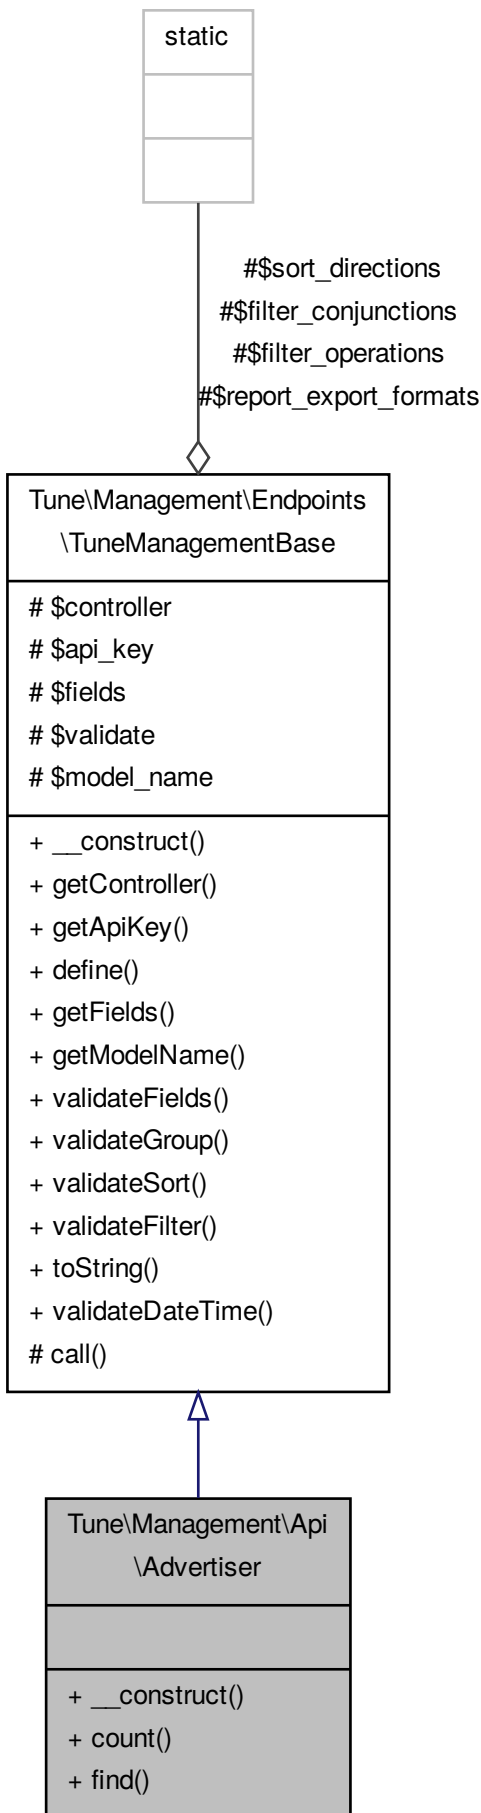 static
#$sort_directions
#$filter_conjunctions
#$filter_operations
#$report_export_formats
Tune\Management\Endpoints
\TuneManagementBase
# $controller
# $api_key
# $fields
# $validate
# $model_name
+ __construct()
+ getController()
+ getApiKey()
+ define()
+ getFields()
+ getModelName()
+ validateFields()
+ validateGroup()
+ validateSort()
+ validateFilter()
+ toString()
+ validateDateTime()
# call()
Tune\Management\Api
\Advertiser
+ __construct()
+ count()
+ find()